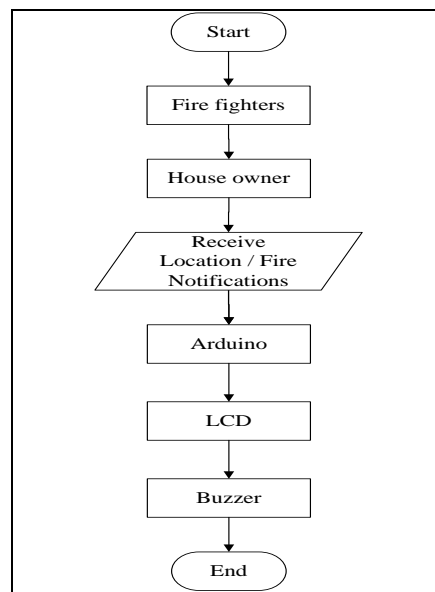 Start
Fire fighters
House owner
Receive
Location / Fire
Notifications
Arduino
LCD
Buzzer
End